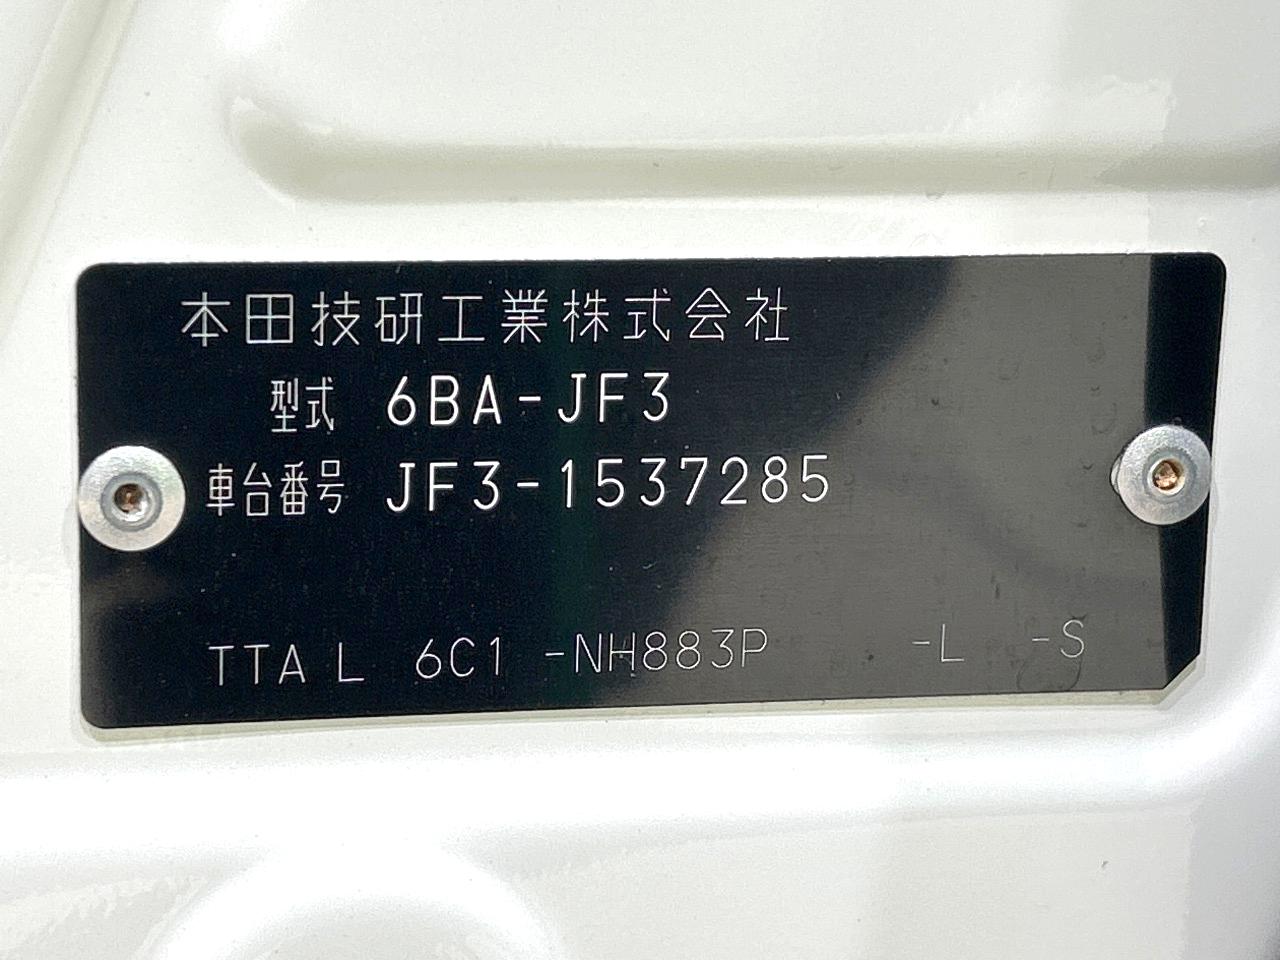 本田技研工業株式会社
型式 6BA-JF3
車台番号 JF3-1537285
TTA L 6C1 -NH883P -L -S